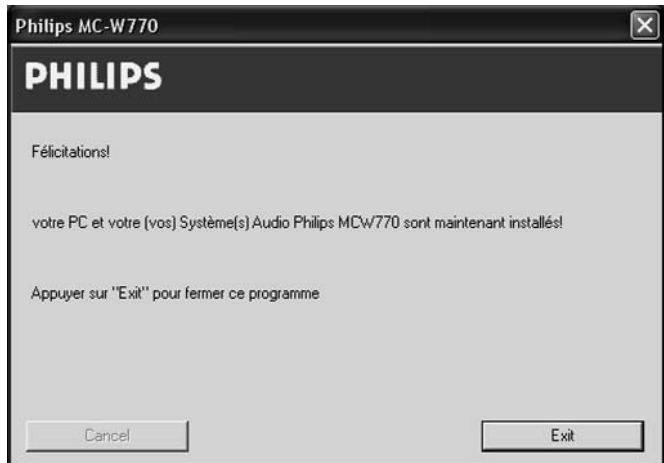 Philips MC-W770
PHILIPS
Félicitations!
votre PC et votre (vos) Système(s) Audio Philips MCW770 sont maintenant installés!
Appuyer sur "Exit" pour fermer ce programme
Cancel
Exit